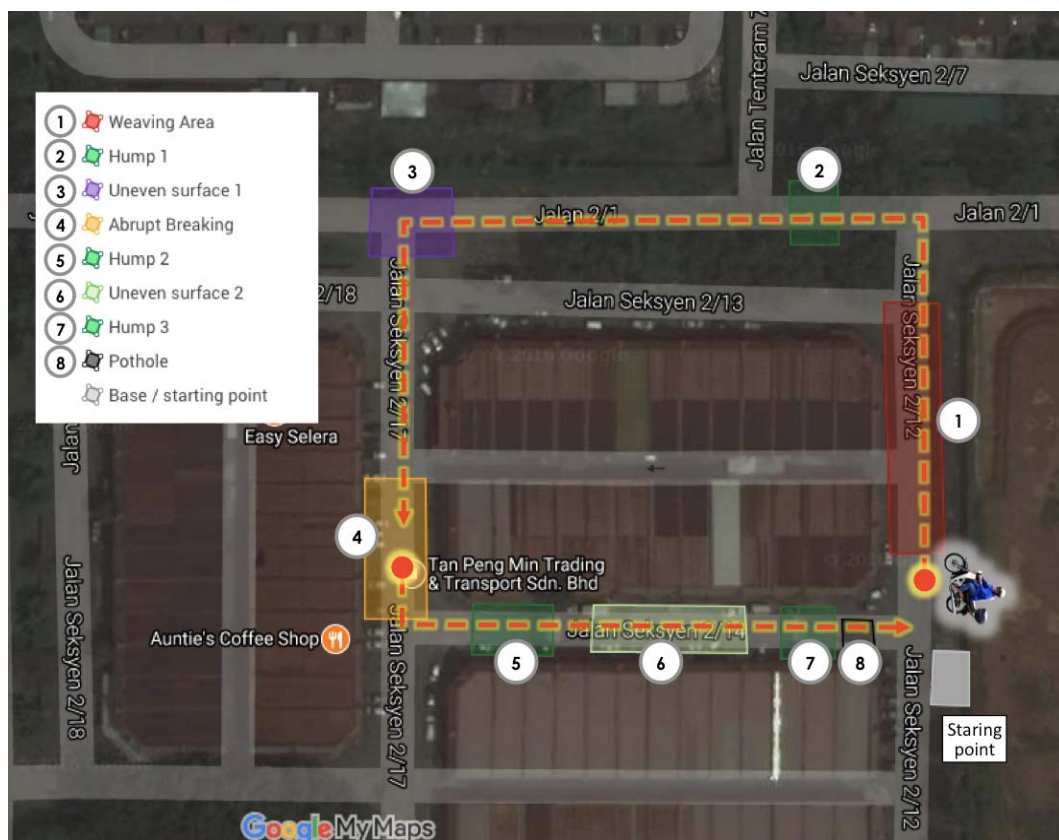 Jalan Tenteram 2
Jalan Seksyen 2/7
1 Weaving Area
2 Hump 1
3 Uneven surface 1
4 Abrupt Breaking
5 Hump 2
6 Uneven surface 2
7 Hump 3
8 Pothole
Base / starting point
3
2
Jalan 2/1
Jalan 2/1
2/18
Jalan Seksyen 2/13
Jalan Seksyen 2/17
Jalan Seksyen 2/12
© 2016 Google
1
Easy Selera
Jalan
4
Tan Peng Min Trading
& Transport Sdn. Bhd
Auntie's Coffee Shop
Jalan Seksyen 2/14
5
6
7
8
Jalan Seksyen 2/18
Jalan Seksyen 2/17
Jalan Seksyen 2/12
Staring
point
Google My Maps